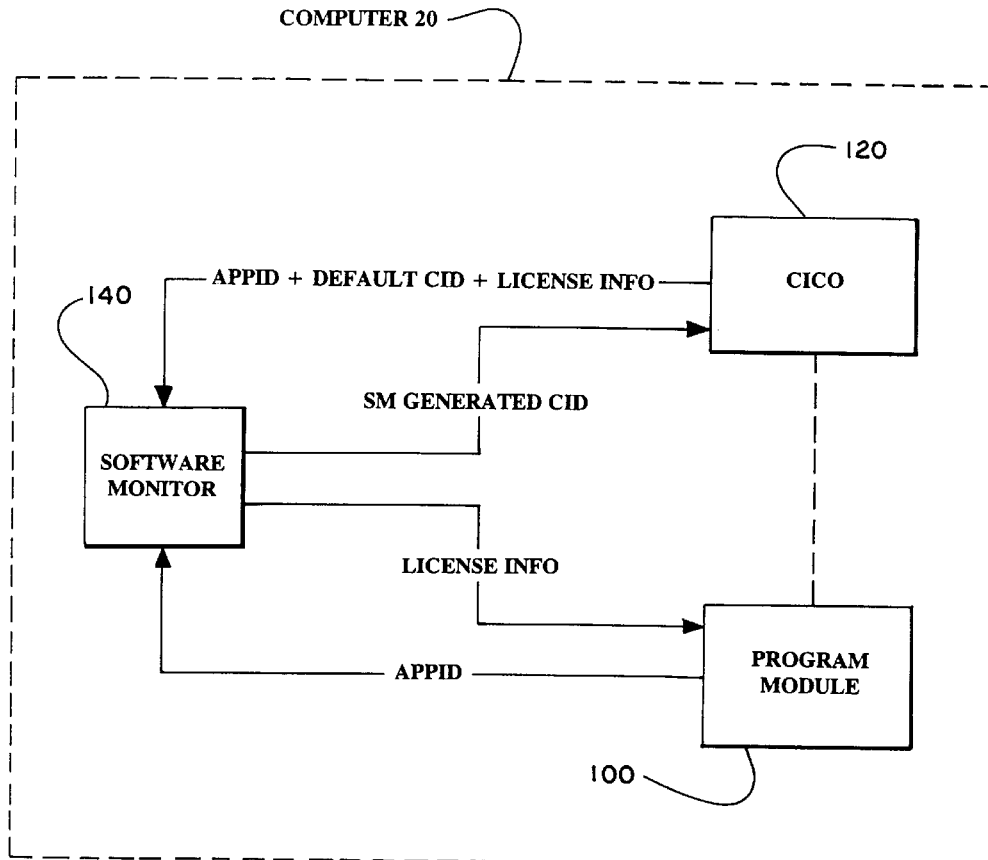 COMPUTER 20
120
APPID + DEFAULT CID + LICENSE INFO
CICO
140
SM GENERATED CID
SOFTWARE
MONITOR
LICENSE INFO
PROGRAM
MODULE
APPID
100